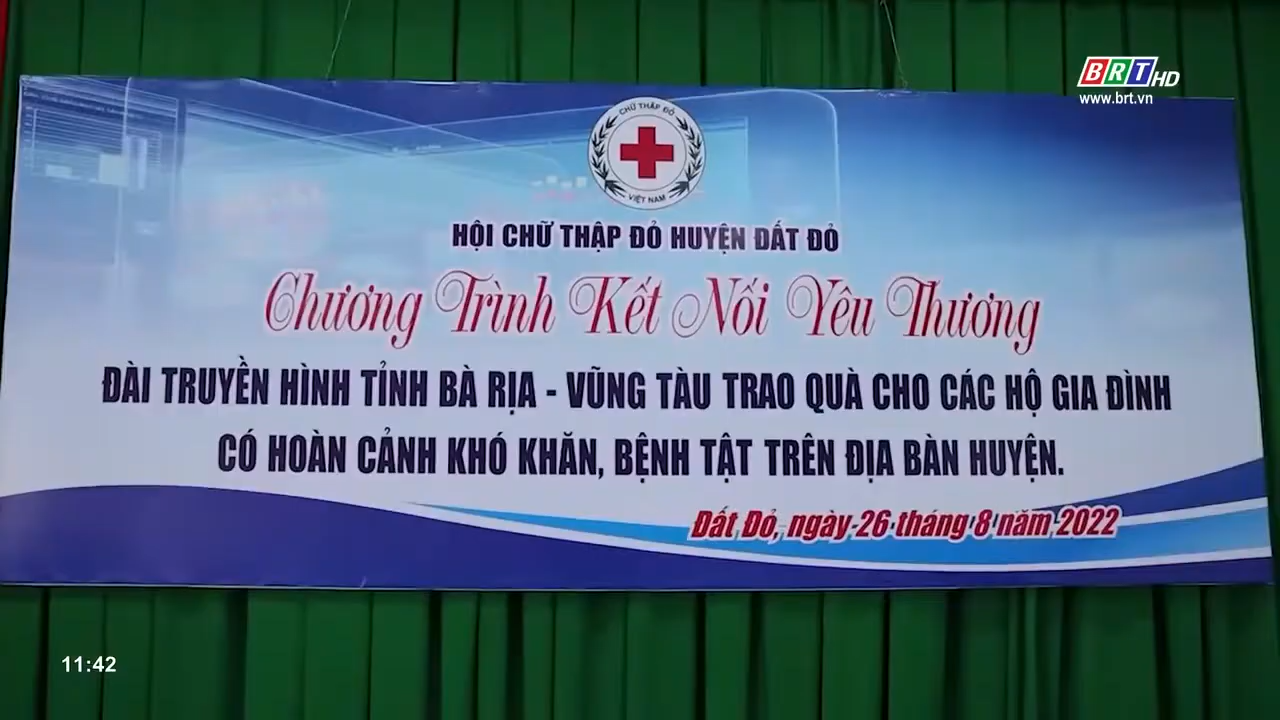 BRT HD
www.brt.vn
CHỮ THẬP ĐỎ
VIỆT NAM
HỘI CHỮ THẬP ĐỎ HUYỆN ĐẤT ĐỎ
Chương Trình Kết Nối Yêu Thương
ĐÀI TRUYỀN HÌNH TỈNH BÀ RỊA - VŨNG TÀU TRAO QUÀ CHO CÁC HỘ GIA ĐÌNH
CÓ HOÀN CẢNH KHÓ KHĂN, BỆNH TẬT TRÊN ĐỊA BÀN HUYỆN.
Đất Đỏ, ngày 26 tháng 8 năm 2022
11:42